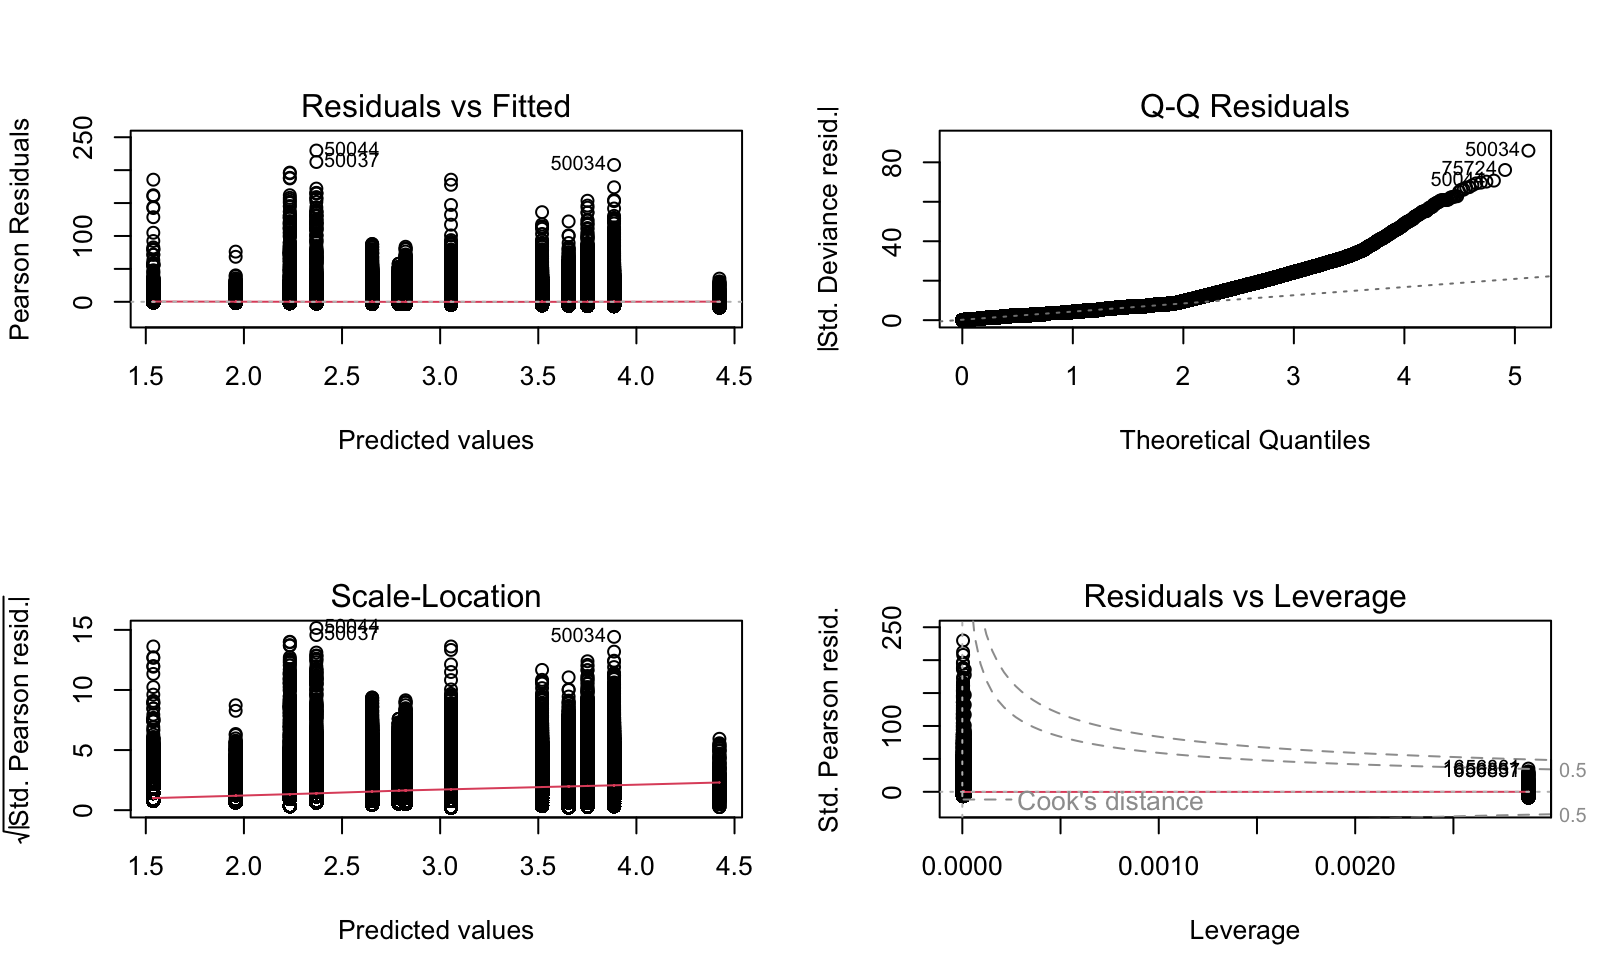 Residuals vs Fitted
Pearson Residuals
250
100
0
50044
50037
50034
1.5 2.0 2.5 3.0 3.5 4.0 4.5
Predicted values
Q-Q Residuals
|Std. Deviance resid.|
80
40
0
50034
75724
0 1 2 3 4 5
Theoretical Quantiles
Scale-Location
√|Std. Pearson resid.|
15
10
5
0
50044
50037
50034
1.5 2.0 2.5 3.0 3.5 4.0 4.5
Predicted values
Residuals vs Leverage
Std. Pearson resid.
250
100
0
0.5
0.5
Cook's distance
0.0000 0.0010 0.0020
Leverage